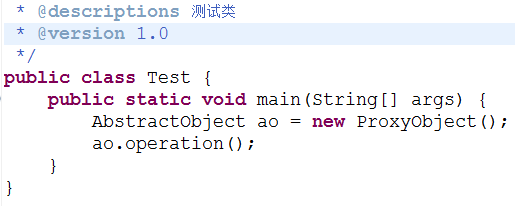 * @descriptions 测试类
* @version 1.0
*/
public class Test {
    public static void main(String[] args) {
        AbstractObject ao = new ProxyObject();
        ao.operation();
    }
}